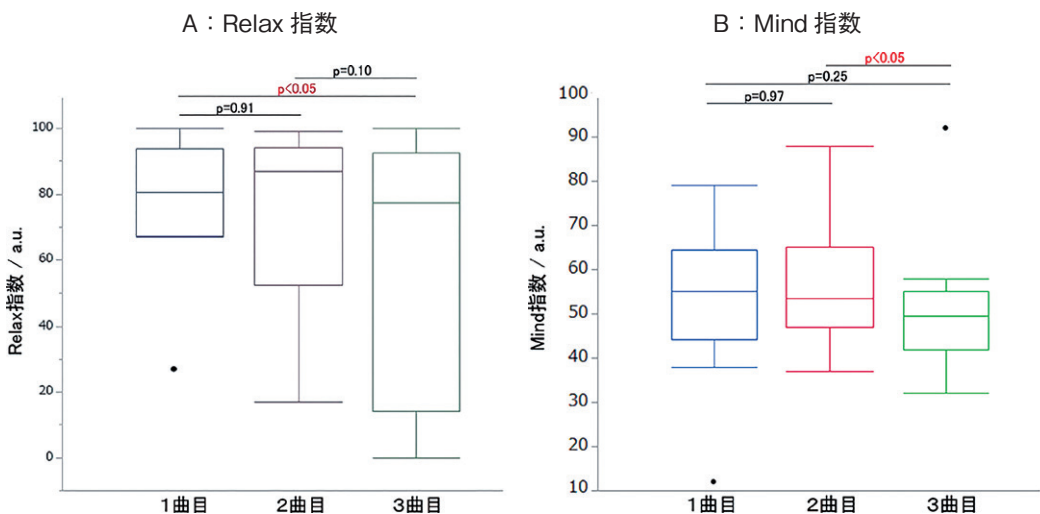 A：Relax 指数
p=0.10
p<0.05
p=0.91
100
80
60
40
20
0
Relax指数 / a.u.
1曲目
2曲目
3曲目
B：Mind 指数
p<0.05
p=0.25
p=0.97
100
90
80
70
60
50
40
30
20
10
Mind指数 / a.u.
1曲目
2曲目
3曲目